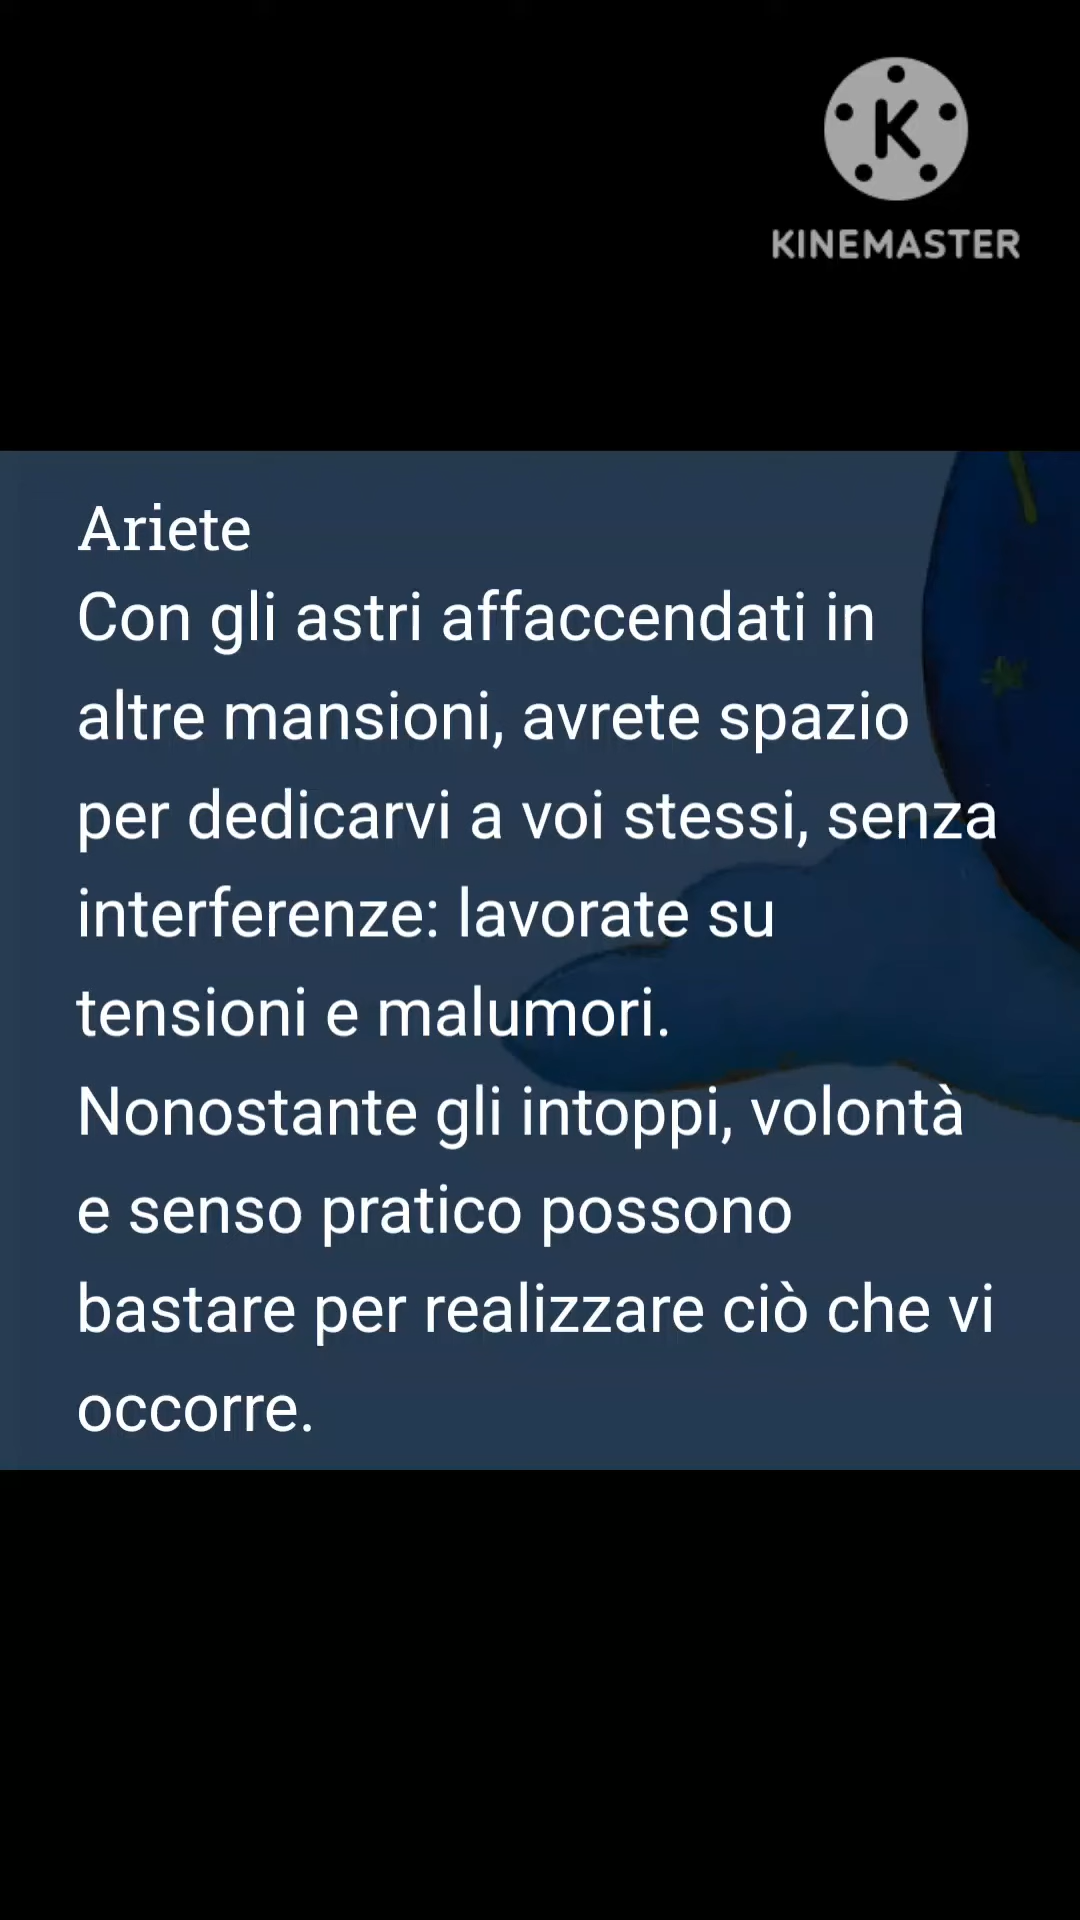 K
KINEMASTER
Ariete
Con gli astri affaccendati in
altre mansioni, avrete spazio
per dedicarvi a voi stessi, senza
interferenze: lavorate su
tensioni e malumori.
Nonostante gli intoppi, volontà
e senso pratico possono
bastare per realizzare ciò che vi
occorre.